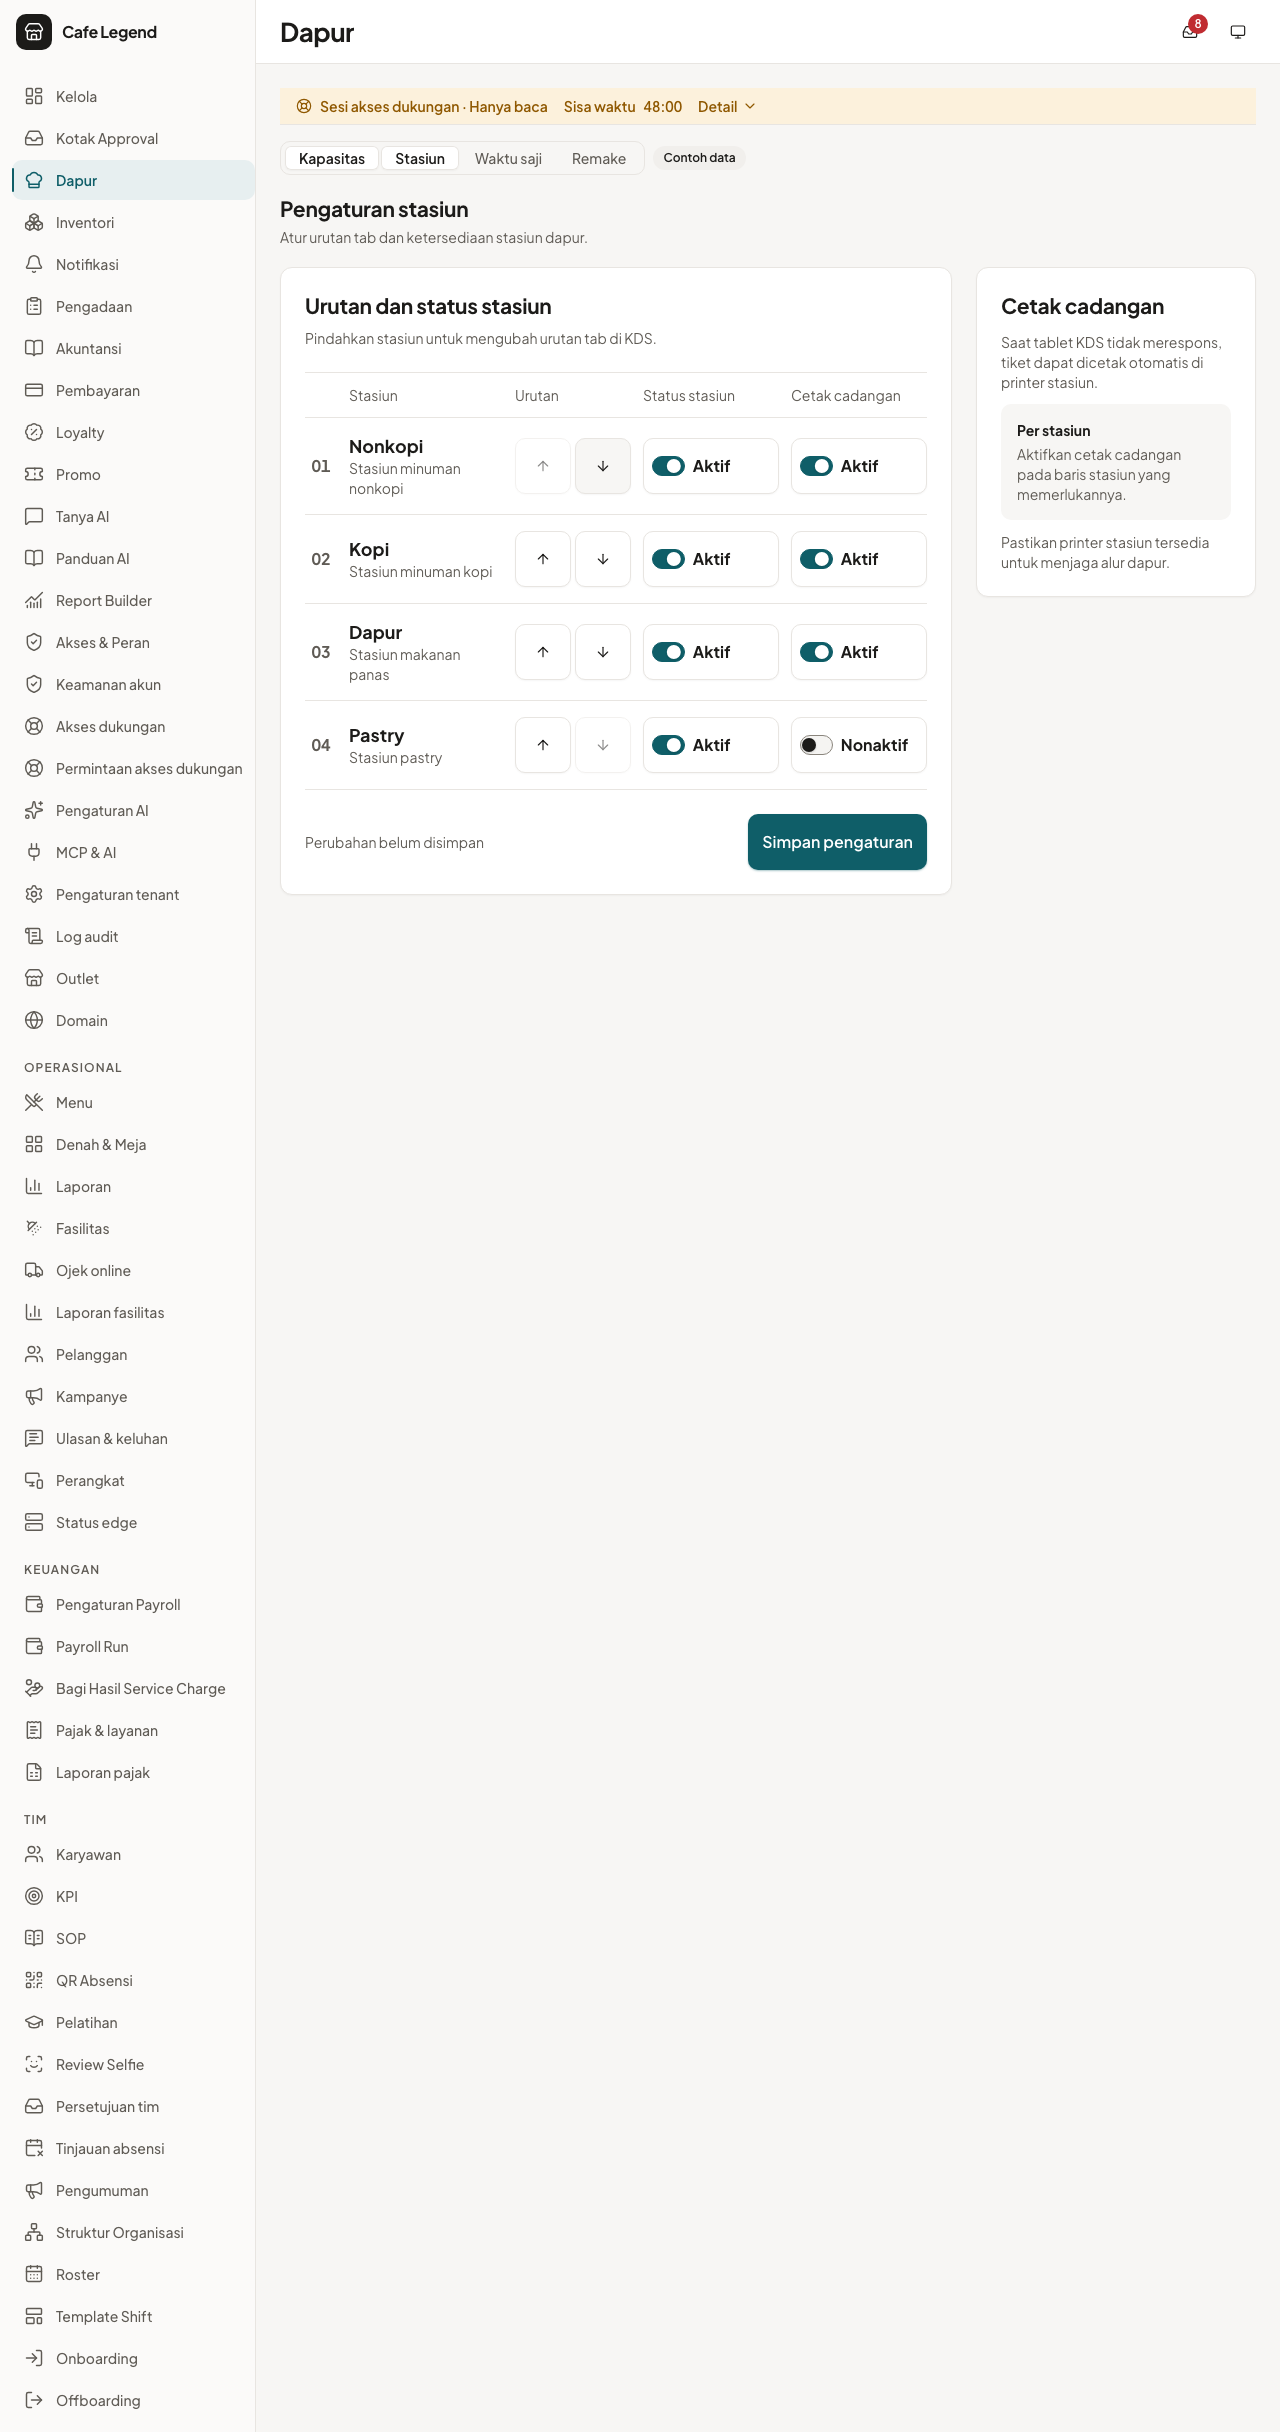 Cafe Legend
Dapur
8
Kelola
Kotak Approval
Dapur
Inventori
Notifikasi
Pengadaan
Akuntansi
Pembayaran
Loyalty
Promo
Tanya AI
Panduan AI
Report Builder
Akses & Peran
Keamanan akun
Akses dukungan
Permintaan akses dukungan
Pengaturan AI
MCP & AI
Pengaturan tenant
Log audit
Outlet
Domain
OPERASIONAL
Menu
Denah & Meja
Laporan
Fasilitas
Ojek online
Laporan fasilitas
Pelanggan
Kampanye
Ulasan & keluhan
Perangkat
Status edge
KEUANGAN
Pengaturan Payroll
Payroll Run
Bagi Hasil Service Charge
Pajak & layanan
Laporan pajak
TIM
Karyawan
KPI
SOP
QR Absensi
Pelatihan
Review Selfie
Persetujuan tim
Tinjauan absensi
Pengumuman
Struktur Organisasi
Roster
Template Shift
Onboarding
Offboarding
Sesi akses dukungan · Hanya baca Sisa waktu 48:00 Detail
Kapasitas Stasiun Waktu saji Remake Contoh data
Pengaturan stasiun
Atur urutan tab dan ketersediaan stasiun dapur.
Urutan dan status stasiun
Pindahkan stasiun untuk mengubah urutan tab di KDS.
Stasiun Urutan Status stasiun Cetak cadangan
01 Nonkopi Aktif Aktif
Stasiun minuman
nonkopi
02 Kopi Aktif Aktif
Stasiun minuman kopi
03 Dapur Aktif Aktif
Stasiun makanan
panas
04 Pastry Aktif Nonaktif
Stasiun pastry
Perubahan belum disimpan Simpan pengaturan
Cetak cadangan
Saat tablet KDS tidak merespons,
tiket dapat dicetak otomatis di
printer stasiun.
Per stasiun
Aktifkan cetak cadangan
pada baris stasiun yang
memerlukannya.
Pastikan printer stasiun tersedia
untuk menjaga alur dapur.